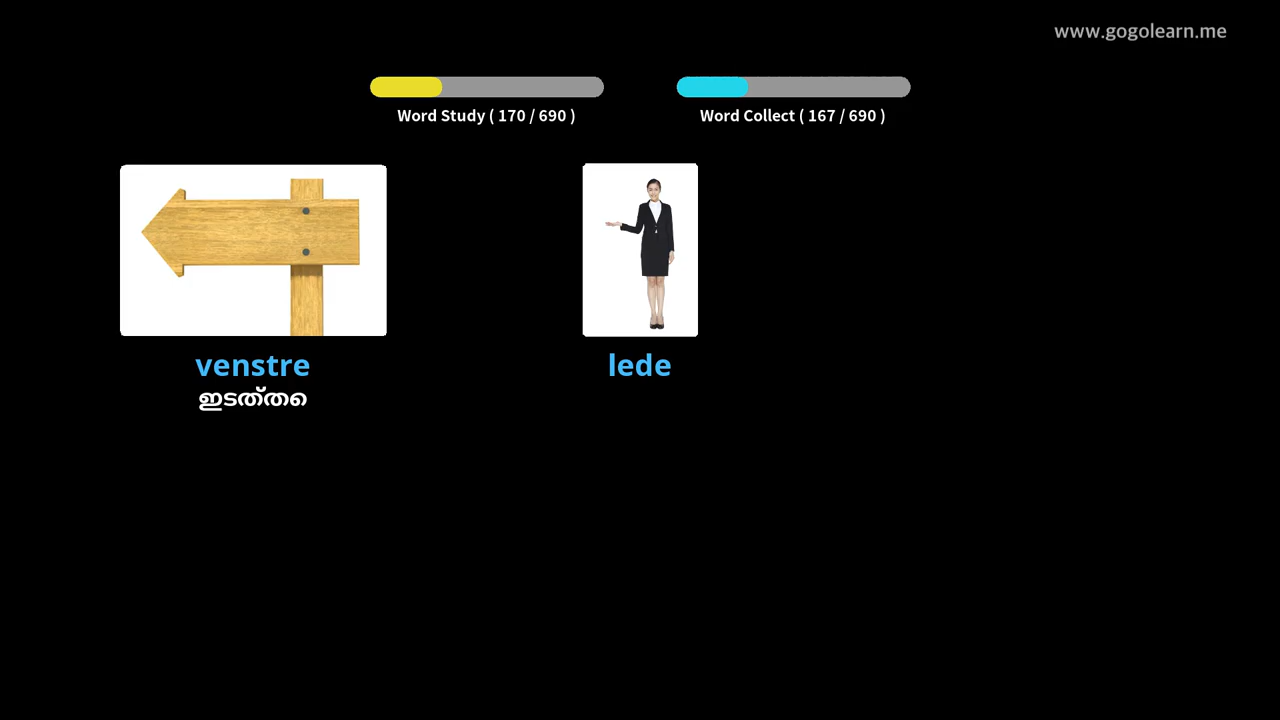 www.gogolearn.me
Word Study ( 170 / 690 )
Word Collect ( 167 / 690 )
venstre
ഇടത്തെ
lede